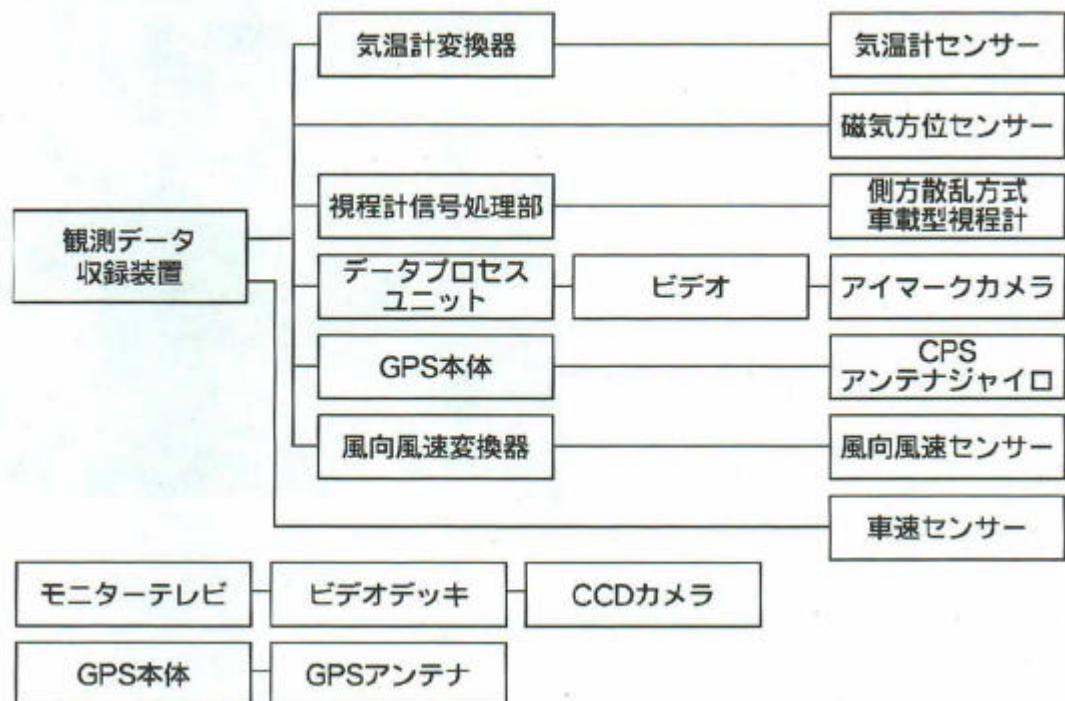 気温計変換器
気温計センサー
磁気方位センサー
視程計信号処理部
側方散乱方式
車載型視程計
観測データ
収録装置
データプロセス
ユニット
ビデオ
アイマークカメラ
GPS本体
CPS
アンテナジャイロ
風向風速変換器
風向風速センサー
車速センサー
モニターテレビ
ビデオデッキ
CCDカメラ
GPS本体
GPSアンテナ